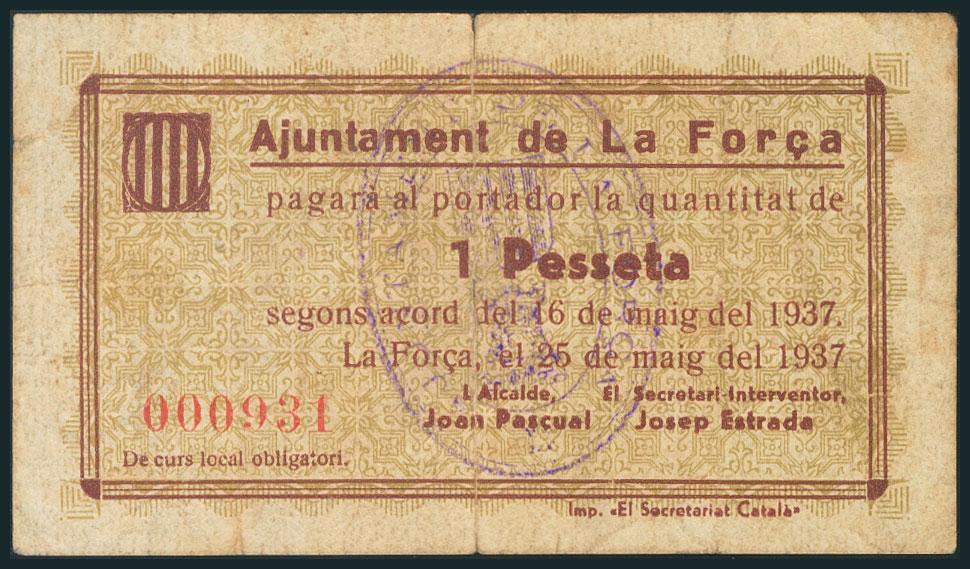 Ajuntament de La Força
pagarà al portador la quantitat de
1 Pesseta
segons acord del 16 de maig del 1937.
La Força, el 25 de maig del 1937
L'Alcalde, El Secretari-Interventor,
Joan Pascual Josep Estrada
000931
De curs local obligatori.
Imp. «El Secretariat Català»